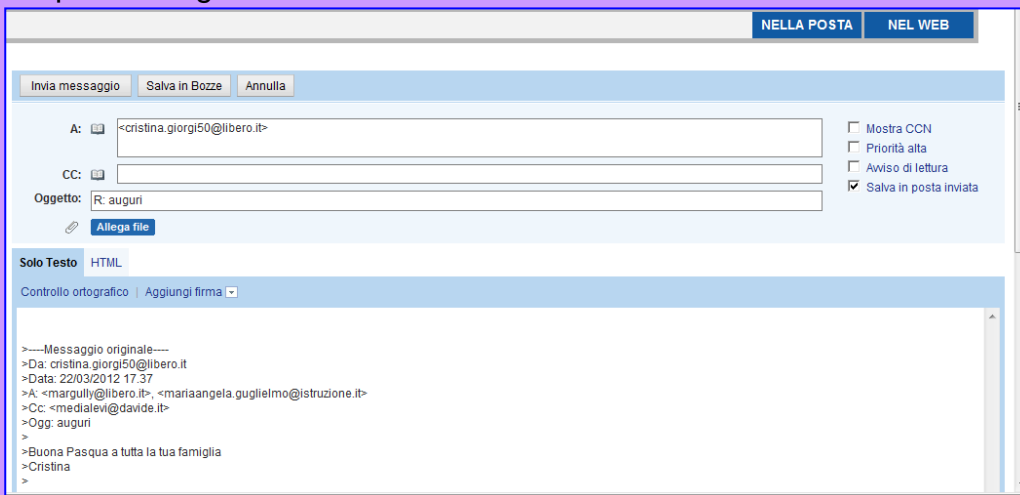 NELLA POSTA NEL WEB
Invia messaggio Salva in Bozze Annulla
A: <cristina.giorgi50@libero.it>
Mostra CCN
Priorità alta
CC:
Avviso di lettura
Salva in posta inviata
Oggetto: R: auguri
Allega file
Solo Testo HTML
Controllo ortografico | Aggiungi firma
>----Messaggio originale----
>Da: cristina.giorgi50@libero.it
>Data: 22/03/2012 17.37
>A: <margully@libero.it>, <mariaangela.guglielmo@istruzione.it>
>Cc: <medialevi@davide.it>
>Ogg: auguri
>
>Buona Pasqua a tutta la tua famiglia
>Cristina
>